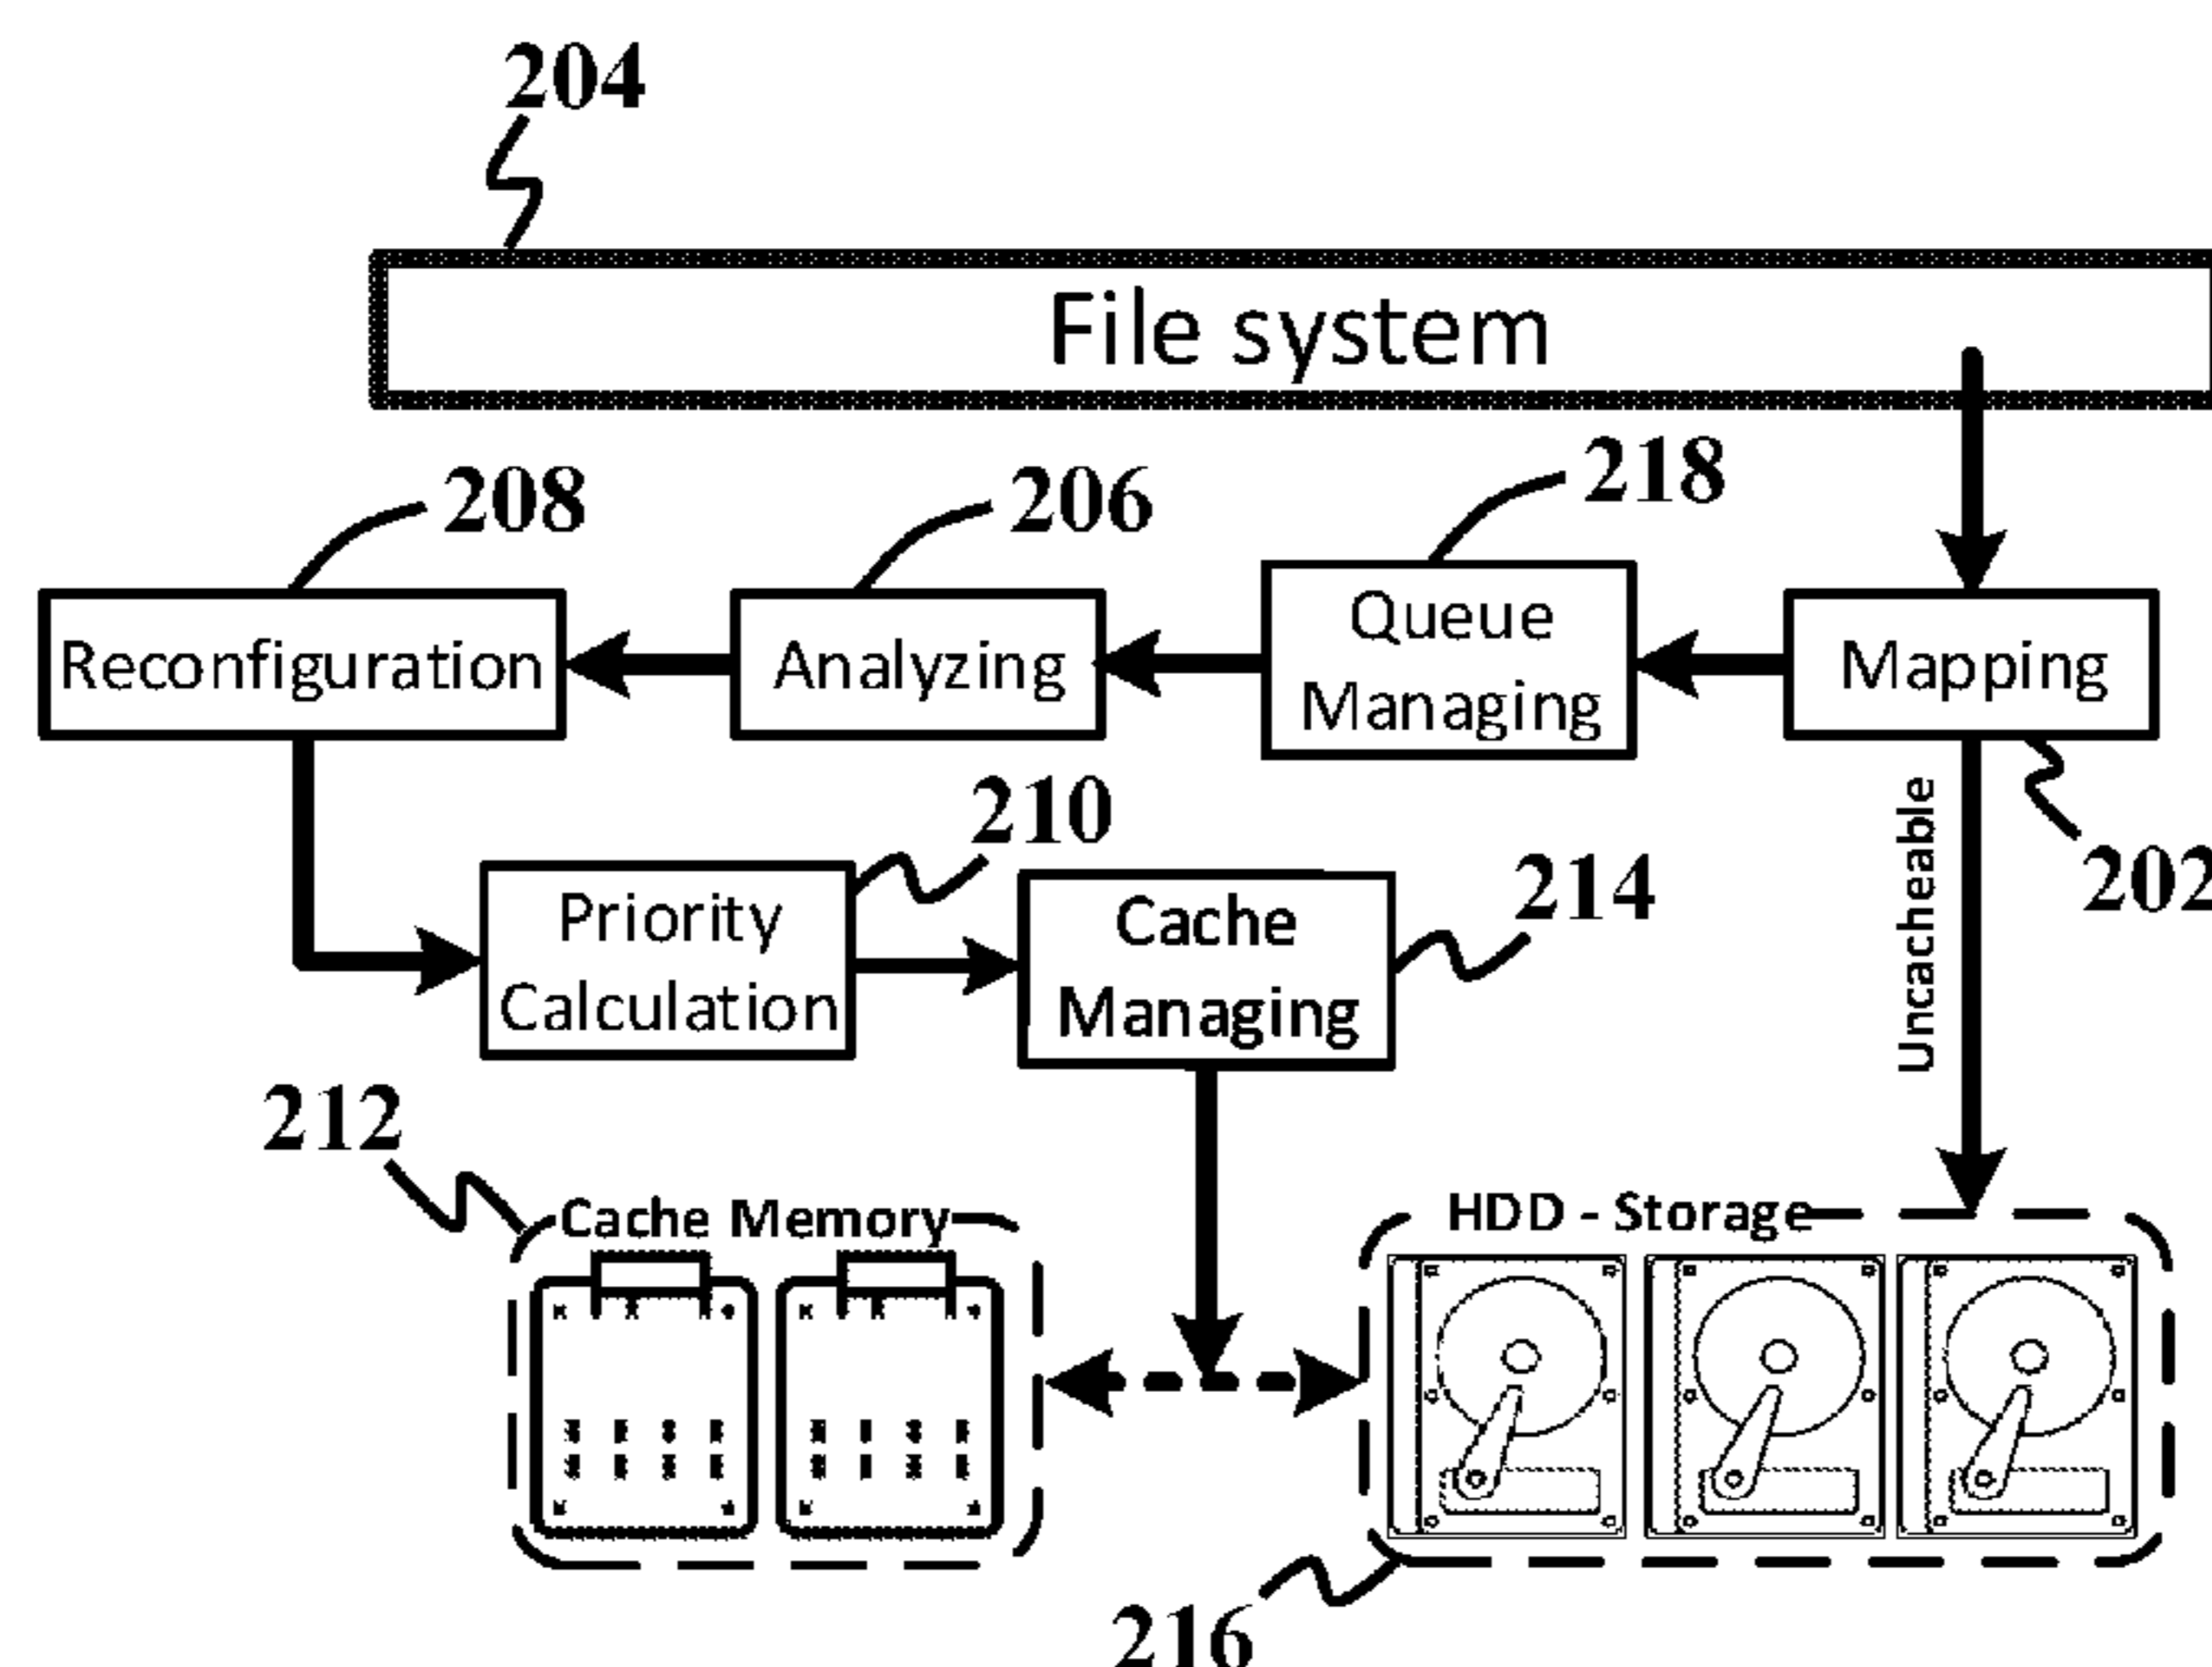 204
File system
218
208
206
Queue
Managing
Reconfiguration
Analyzing
Mapping
210
Uncacheable
202
214
Priority
Calculation
Cache
Managing
212
Cache Memory
HDD - Storage
216